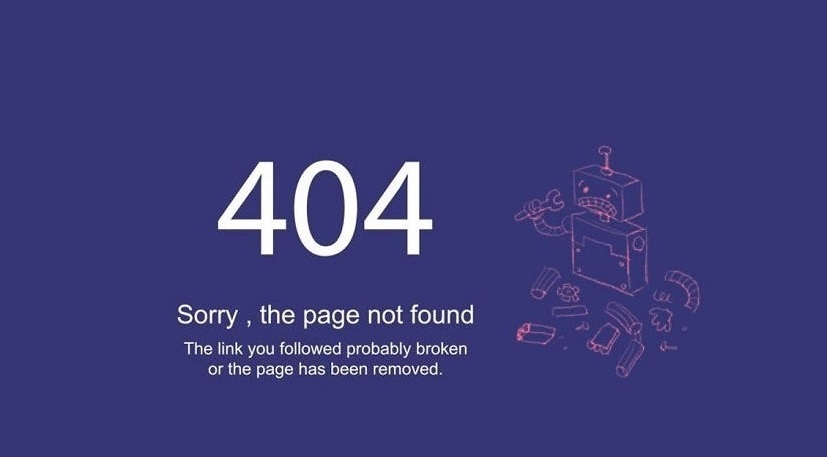 404
Sorry , the page not found
The link you followed probably broken
or the page has been removed.